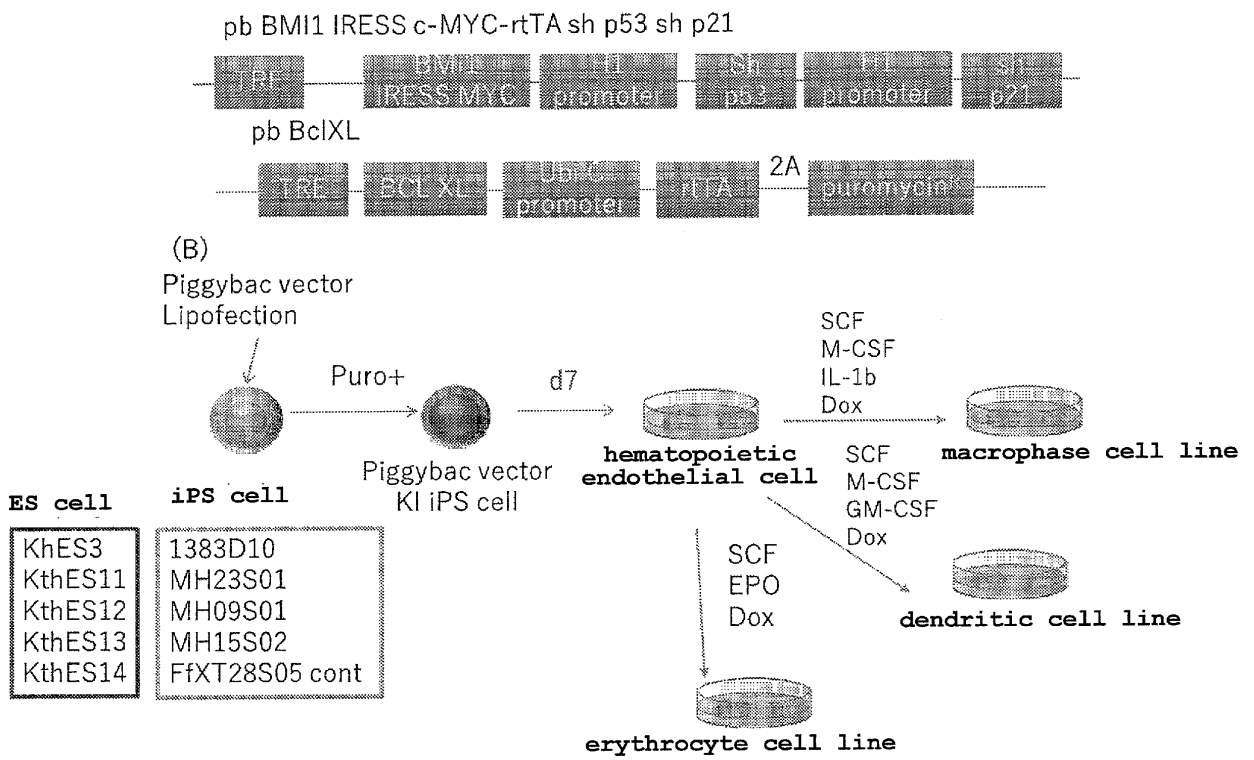 pb BMI1 IRESS c-MYC-rtTA sh p53 sh p21
TRE
BMI 1
IRESS MYC
H1
promoter
Sh
p53
H1
promoter
sh
p21
pb BclXL
TRE
BCL XL
Ub C
promoter
rtTA
2A
puromycin
(B)
Piggybac vector
Lipofection
Puro+
d7
Piggybac vector
KI iPS cell
hematopoietic
endothelial cell
SCF
M-CSF
IL-1b
Dox
macrophase cell line
SCF
M-CSF
GM-CSF
Dox
dendritic cell line
SCF
EPO
Dox
erythrocyte cell line
ES cell
KhES3
KthES11
KthES12
KthES13
KthES14
iPS cell
1383D10
MH23S01
MH09S01
MH15S02
FfXT28S05 cont